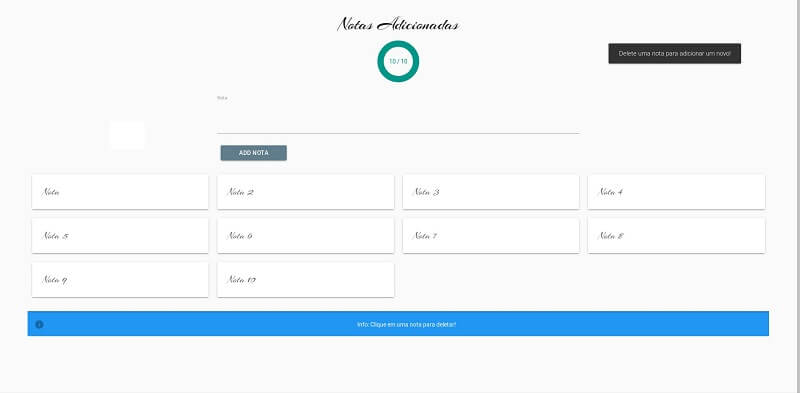 Notas Adicionadas
10 / 10
Delete uma nota para adicionar um novo!
Nota
ADD NOTA
Nota
Nota 2
Nota 3
Nota 4
Nota 5
Nota 6
Nota 7
Nota 8
Nota 9
Nota 10
Info: Clique em uma nota para deletar!